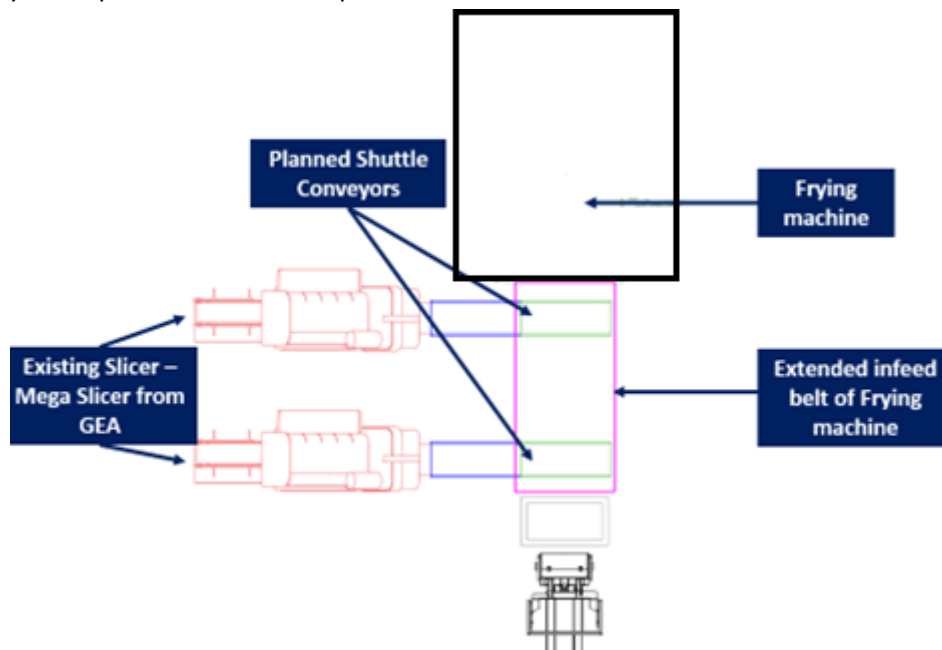 Planned Shuttle
Conveyors
Frying
machine
Existing Slicer –
Mega Slicer from
GEA
Extended infeed
belt of Frying
machine